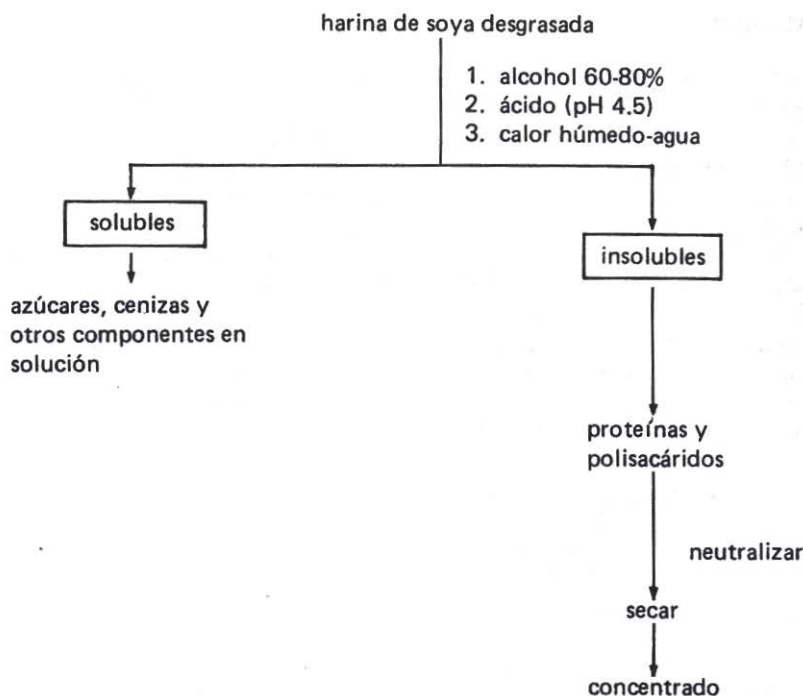 harina de soya desgrasada
1. alcohol 60-80%
2. ácido (pH 4.5)
3. calor húmedo-agua
solubles
insolubles
azúcares, cenizas y
otros componentes en
solución
proteínas y
polisacáridos
neutralizar
secar
concentrado